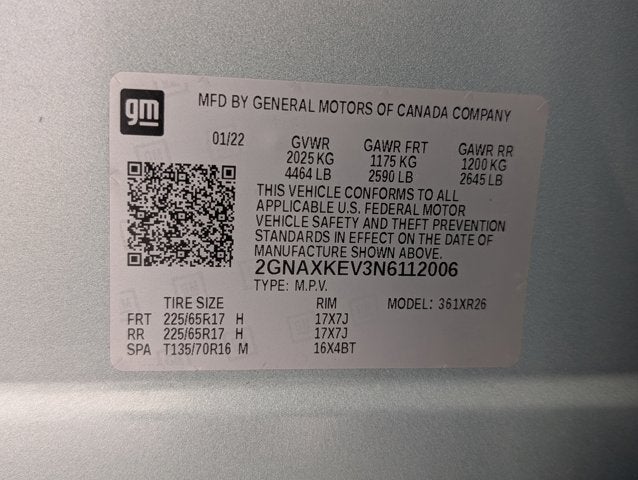 gm
MFD BY GENERAL MOTORS OF CANADA COMPANY
01/22 GVWR GAWR FRT GAWR RR
2025 KG 1175 KG 1200 KG
4464 LB 2590 LB 2645 LB
THIS VEHICLE CONFORMS TO ALL
APPLICABLE U.S. FEDERAL MOTOR
VEHICLE SAFETY AND THEFT PREVENTION
STANDARDS IN EFFECT ON THE DATE OF
MANUFACTURE SHOWN ABOVE.
2GNAXKEV3N6112006
TYPE: M.P.V.
TIRE SIZE RIM MODEL: 361XR26
FRT 225/65R17 H 17X7J
RR 225/65R17 H 17X7J
SPA T135/70R16 M 16X4BT